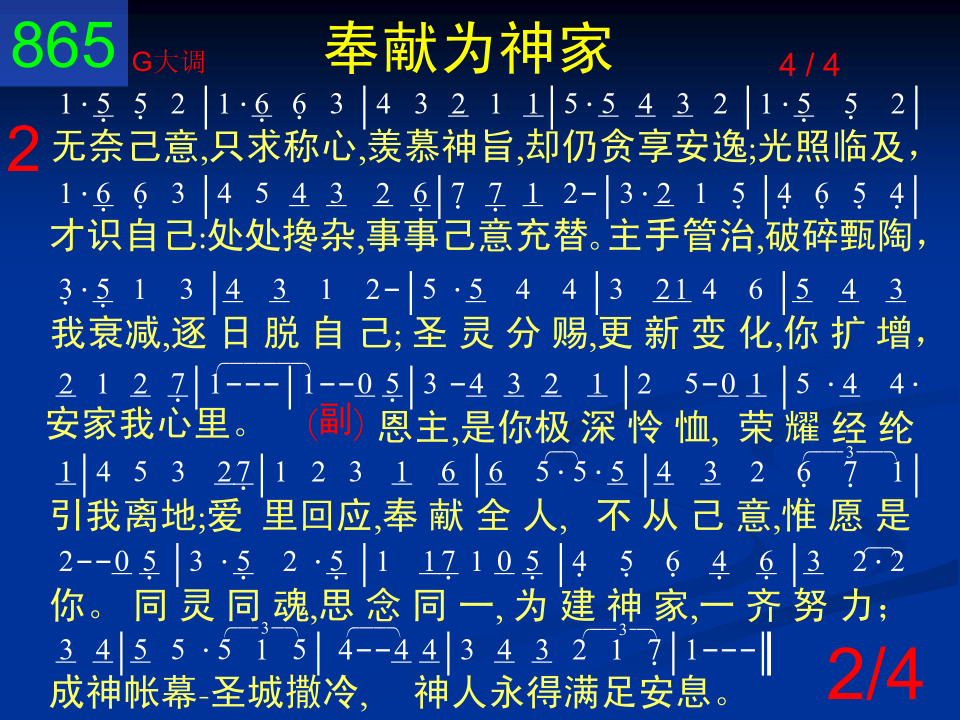 865 G大调 奉献为神家 4 / 4
1·5 5 2|1·6 6 3|4 3 2 1 1|5·5 4 3 2|1·5 5 2|
2 无奈己意,只求称心,羡慕神旨,却仍贪享安逸;光照临及，
1·6 6 3|4 5 4 3 2 6|7 7 1 2-|3·2 1 5|4 6 5 4|
才识自己:处处搀杂,事事己意充替。主手管治,破碎甄陶，
3·5 1 3|4 3 1 2-|5 ·5 4 4|3 21 4 6|5 4 3
我衰减,逐 日 脱 自 己; 圣 灵 分 赐,更 新 变 化,你 扩 增，
2 1 2 7|1---|1--0 5|3 -4 3 2 1|2 5-0 1|5 ·4 4·
安家我心里。 (副) 恩主,是你极 深 怜 恤, 荣 耀 经 纶
1|4 5 3 27|1 2 3 1 6|6 5·5·5|4 3 2 6 7 1|
3
引我离地;爱 里回应,奉 献 全 人, 不 从 己 意,惟 愿 是
2--0 5|3 ·5 2 ·5|1 17 1 0 5|4 5 6 4 6|3 2·2
你。 同 灵 同 魂,思 念 同 一, 为 建 神 家,一 齐 努 力；
3 3
3 4|5 5 ·5 1 5|4--4 4|3 4 3 2 1 7|1---‖
成神帐幕-圣城撒冷, 神人永得满足安息。
2/4